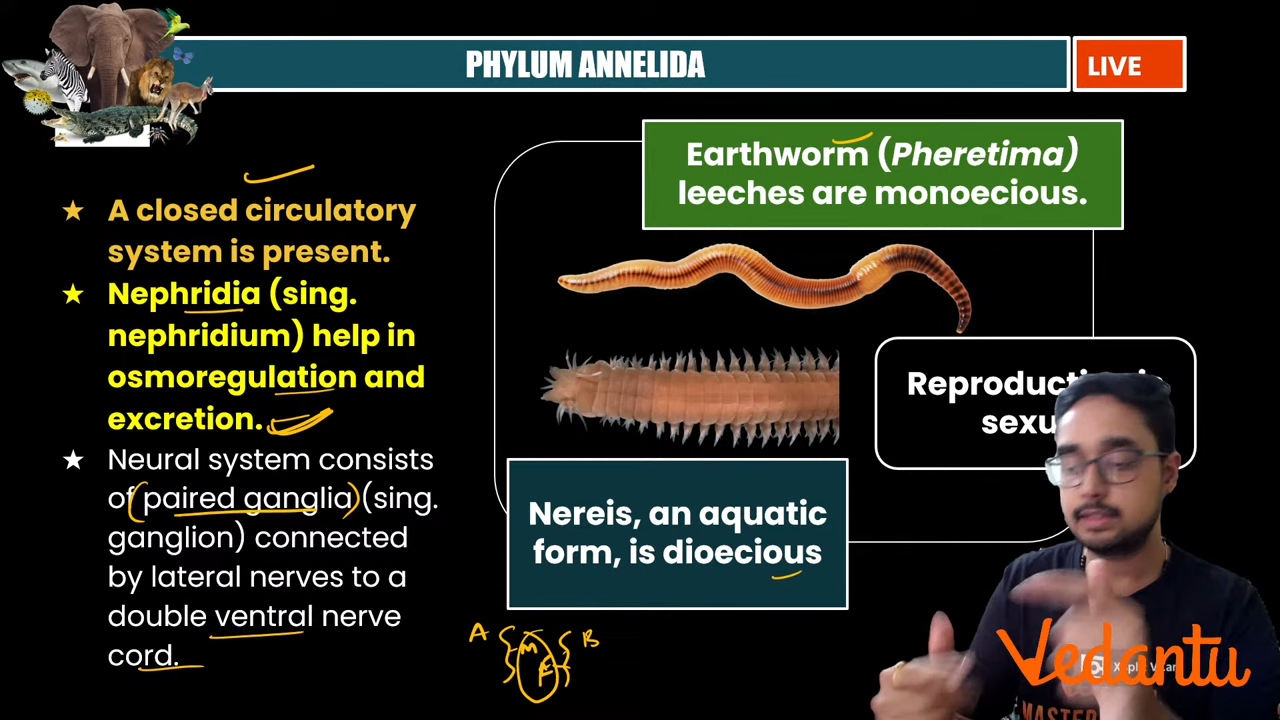 PHYLUM ANNELIDA
LIVE
★ A closed circulatory
system is present.
★ Nephridia (sing.
nephridium) help in
osmoregulation and
excretion.
★ Neural system consists
of (paired ganglia) (sing.
ganglion) connected
by lateral nerves to a
double ventral nerve
cord.
Earthworm (Pheretima)
leeches are monoecious.
Nereis, an aquatic
form, is dioecious
A M F B
Vedantu